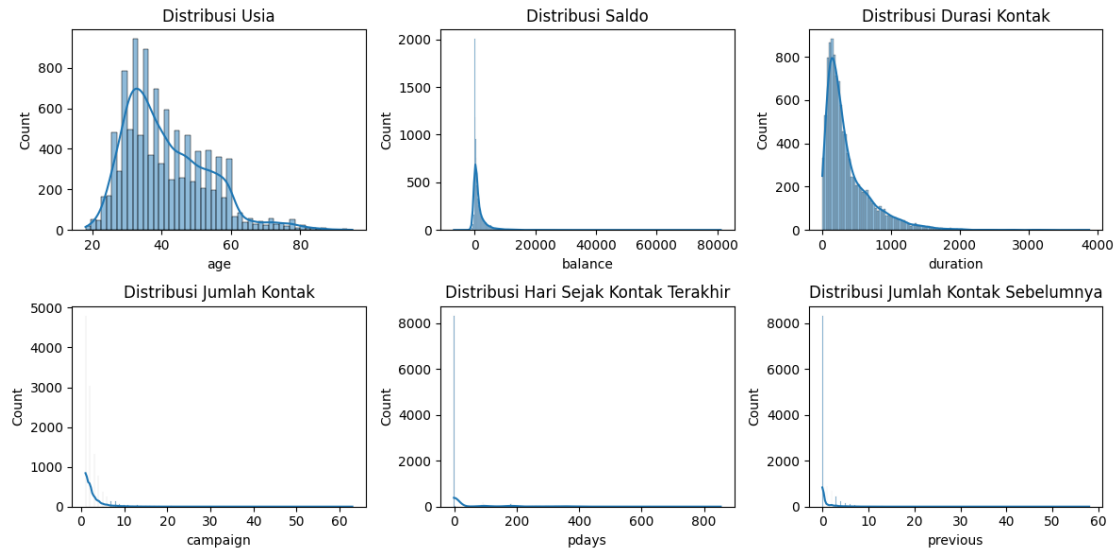 Distribusi Usia
Count
800
600
400
200
0
20 40 60 80
age
Distribusi Saldo
Count
2000
1500
1000
500
0
0 20000 40000 60000 80000
balance
Distribusi Durasi Kontak
Count
800
600
400
200
0
0 1000 2000 3000 4000
duration
Distribusi Jumlah Kontak
Count
5000
4000
3000
2000
1000
0
0 10 20 30 40 50 60
campaign
Distribusi Hari Sejak Kontak Terakhir
Count
8000
6000
4000
2000
0
0 200 400 600 800
pdays
Distribusi Jumlah Kontak Sebelumnya
Count
8000
6000
4000
2000
0
0 10 20 30 40 50 60
previous